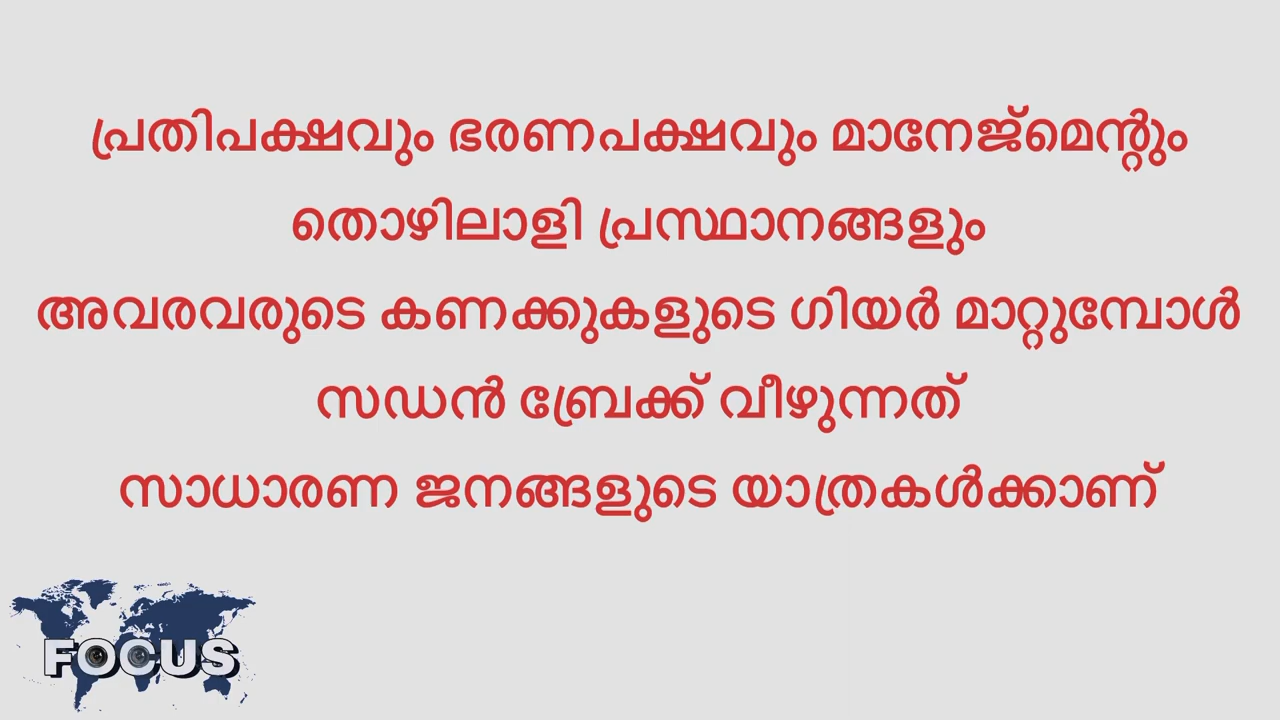 പ്രതിപക്ഷവും ഭരണപക്ഷവും മാനേജ്മെന്റും
തൊഴിലാളി പ്രസ്ഥാനങ്ങളും
അവരവരുടെ കണക്കുകളുടെ ഗിയർ മാറ്റുമ്പോൾ
സഡൻ ബ്രേക്ക് വീഴുന്നത്
സാധാരണ ജനങ്ങളുടെ യാത്രകൾക്കാണ്
FOCUS